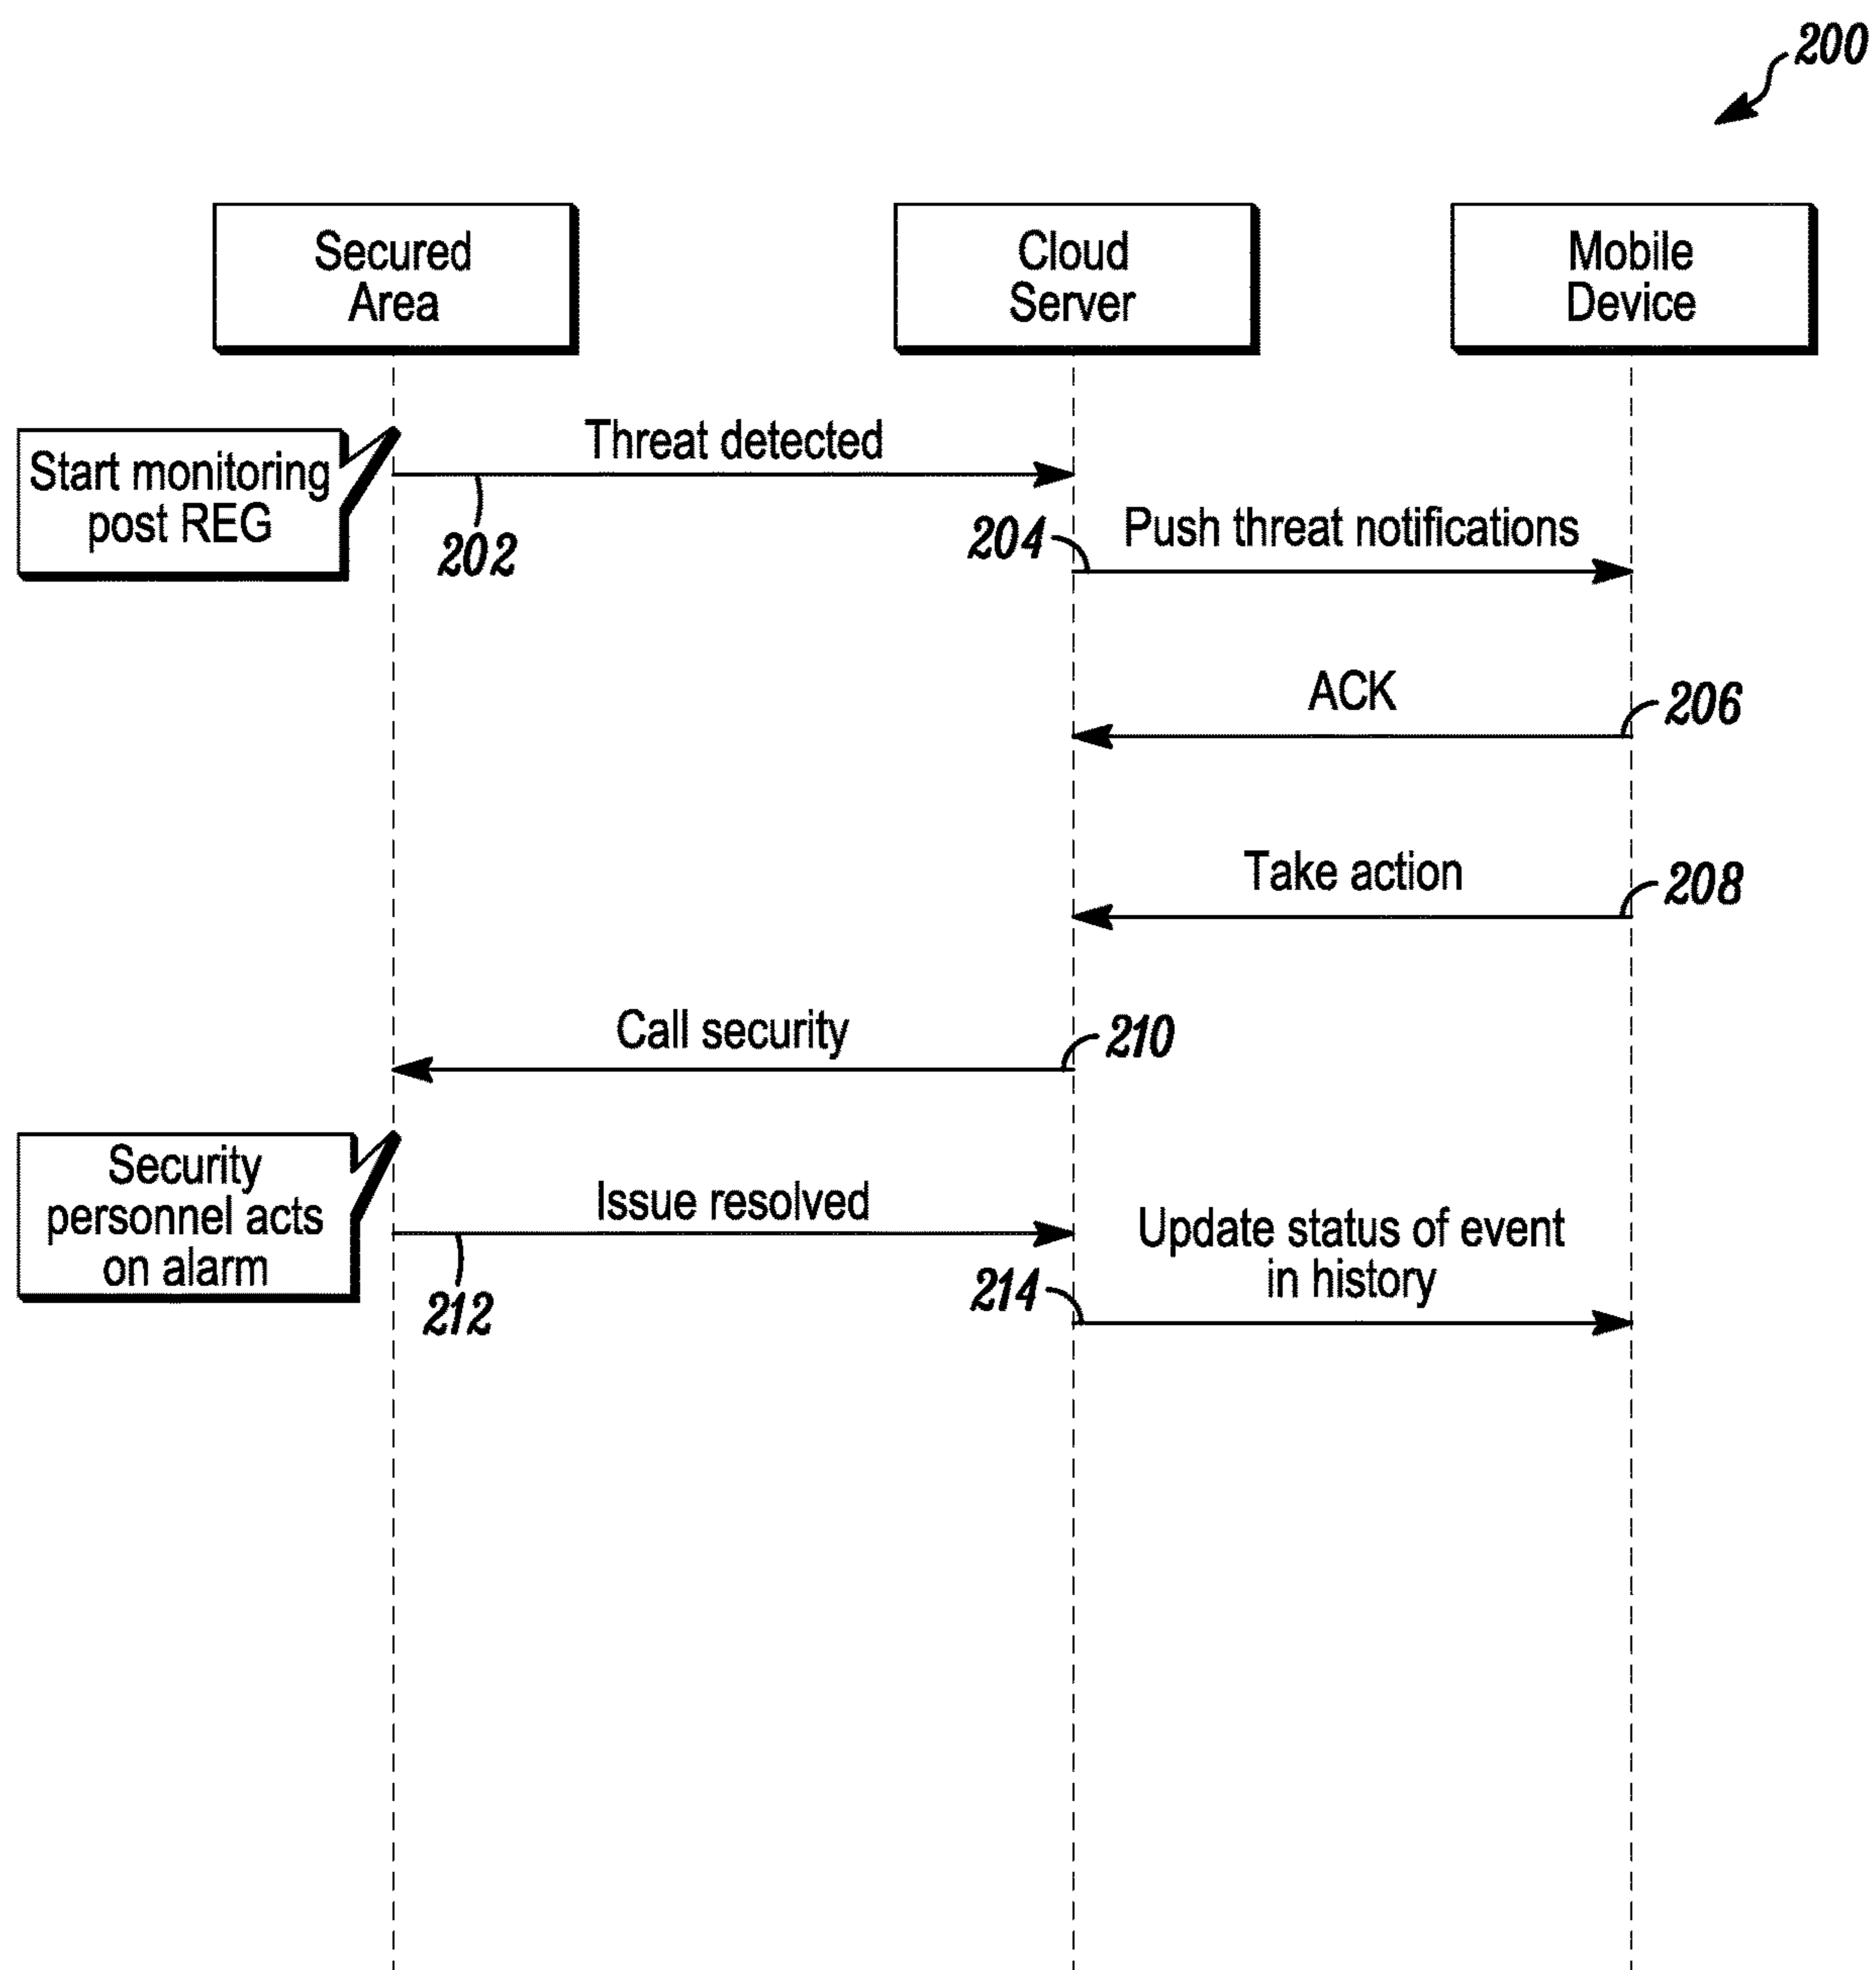 200
Secured
Area
Cloud
Server
Mobile
Device
Start monitoring
post REG
Threat detected
202
204
Push threat notifications
ACK
206
Take action
208
Call security
210
Security
personnel acts
on alarm
Issue resolved
212
214
Update status of event
in history